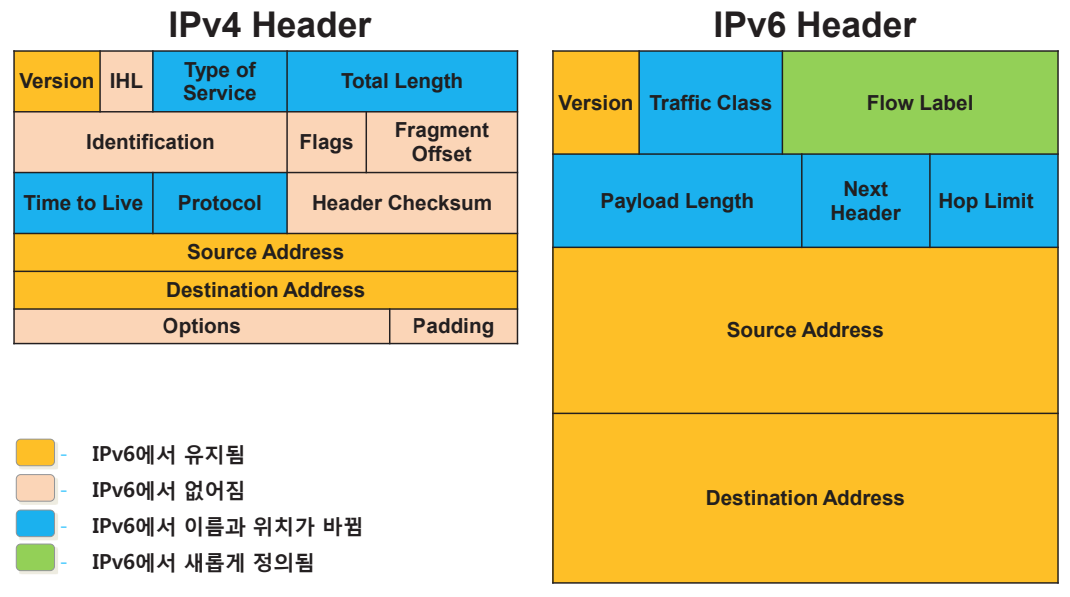 IPv4 Header
Version IHL Type of Service Total Length
Identification Flags Fragment Offset
Time to Live Protocol Header Checksum
Source Address
Destination Address
Options Padding
IPv6 Header
Version Traffic Class Flow Label
Payload Length Next Header Hop Limit
Source Address
Destination Address
- IPv6에서 유지됨
- IPv6에서 없어짐
- IPv6에서 이름과 위치가 바뀜
- IPv6에서 새롭게 정의됨